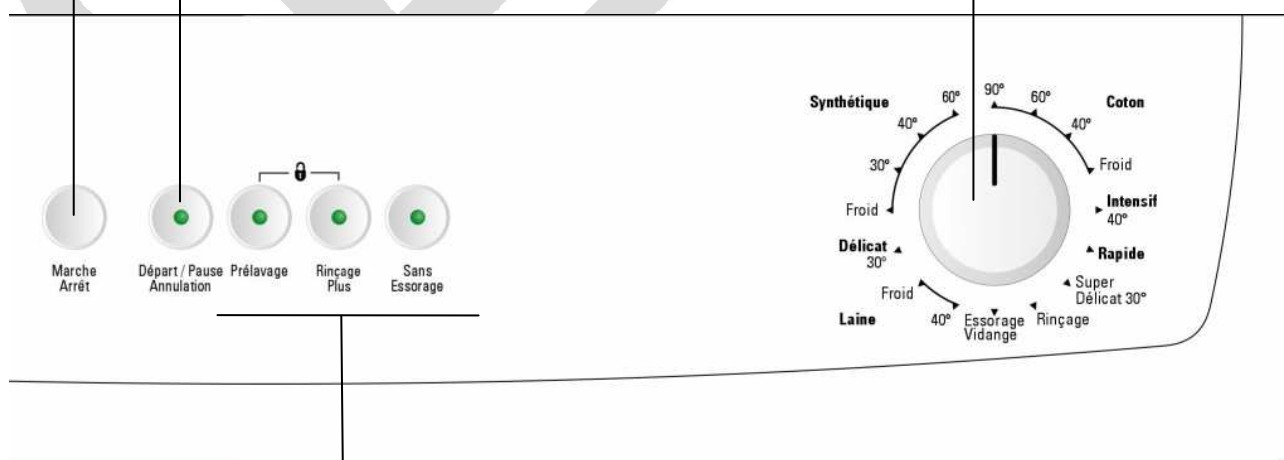 Synthétique
60°
90°
60°
Coton
40°
40°
30°
Froid
Froid
Intensif
40°
Délicat
30°
Rapide
Super
Délicat 30°
Froid
Laine
40°
Essorage
Vidange
Rinçage
Marche
Arrêt
Départ / Pause
Annulation
Prélavage
Rinçage
Plus
Sans
Essorage